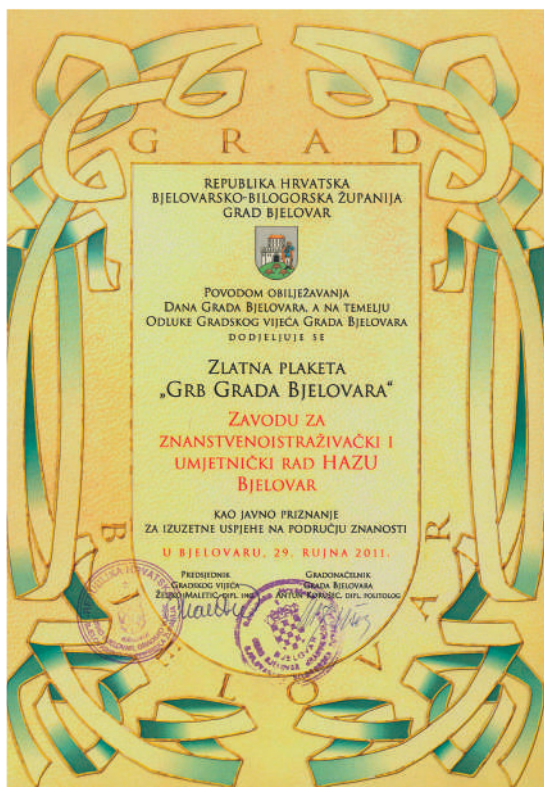 GRAD
REPUBLIKA HRVATSKA
BJELOVARSKO-BILOGORSKA ŽUPANIJA
GRAD BJELOVAR
POVODOM OBILJEŽAVANJA
DANA GRADA BJELOVARA, A NA TEMELJU
ODLUKE GRADSKOG VIJEĆA GRADA BJELOVARA
DODJELJUJE SE
ZLATNA PLAKETA
„GRB GRADA BJELOVARA“
ZAVODU ZA
ZNANSTVENOISTRAŽIVAČKI I
UMJETNIČKI RAD HAZU
BJELOVAR
KAO JAVNO PRIZNANJE
ZA IZUZETNE USPJEHE NA PODRUČJU ZNANOSTI
U BJELOVARU, 29. RUJNA 2011.
PREDSJEDNIK
GRADSKOG VIJEĆA
ŽELJKO MALETIĆ, DIPL. ING.
GRADONAČELNIK
GRADA BJELOVARA
ANTUN KORUŠEC, DIPL. POLITOLOG
REPUBLIKA HRVATSKA
BJELOVAR
BJELOVAR